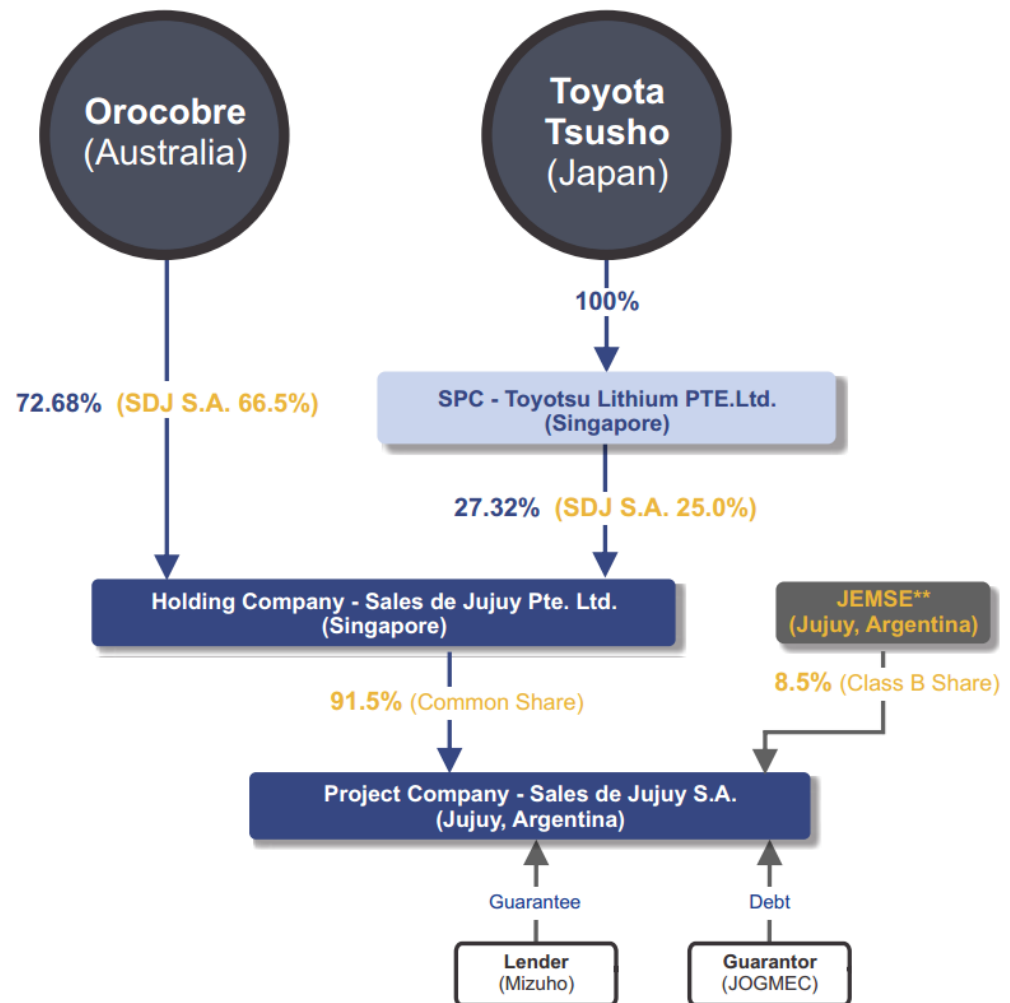 Orocobre
(Australia)
Toyota
Tsusho
(Japan)
100%
72.68% (SDJ S.A. 66.5%)
SPC - Toyotsu Lithium PTE.Ltd.
(Singapore)
27.32% (SDJ S.A. 25.0%)
Holding Company - Sales de Jujuy Pte. Ltd.
(Singapore)
JEMSE**
(Jujuy, Argentina)
91.5% (Common Share)
8.5% (Class B Share)
Project Company - Sales de Jujuy S.A.
(Jujuy, Argentina)
Guarantee
Debt
Lender
(Mizuho)
Guarantor
(JOGMEC)